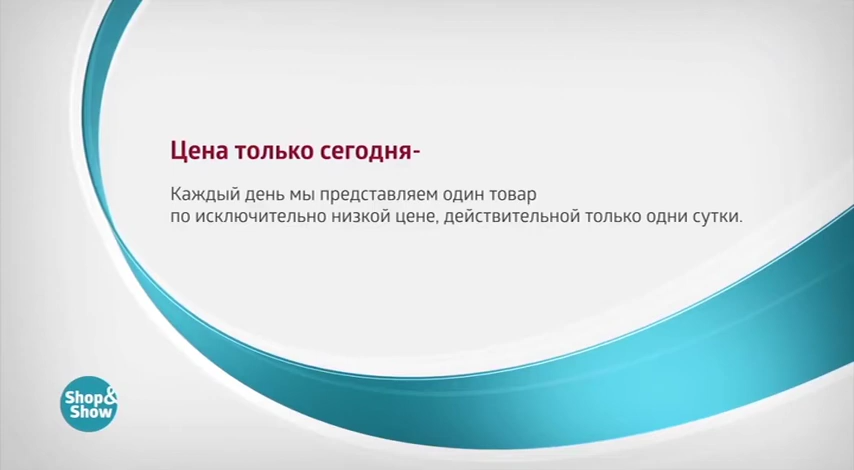 Цена только сегодня-
Каждый день мы представляем один товар
по исключительно низкой цене, действительной только одни сутки.
Shop&
Show